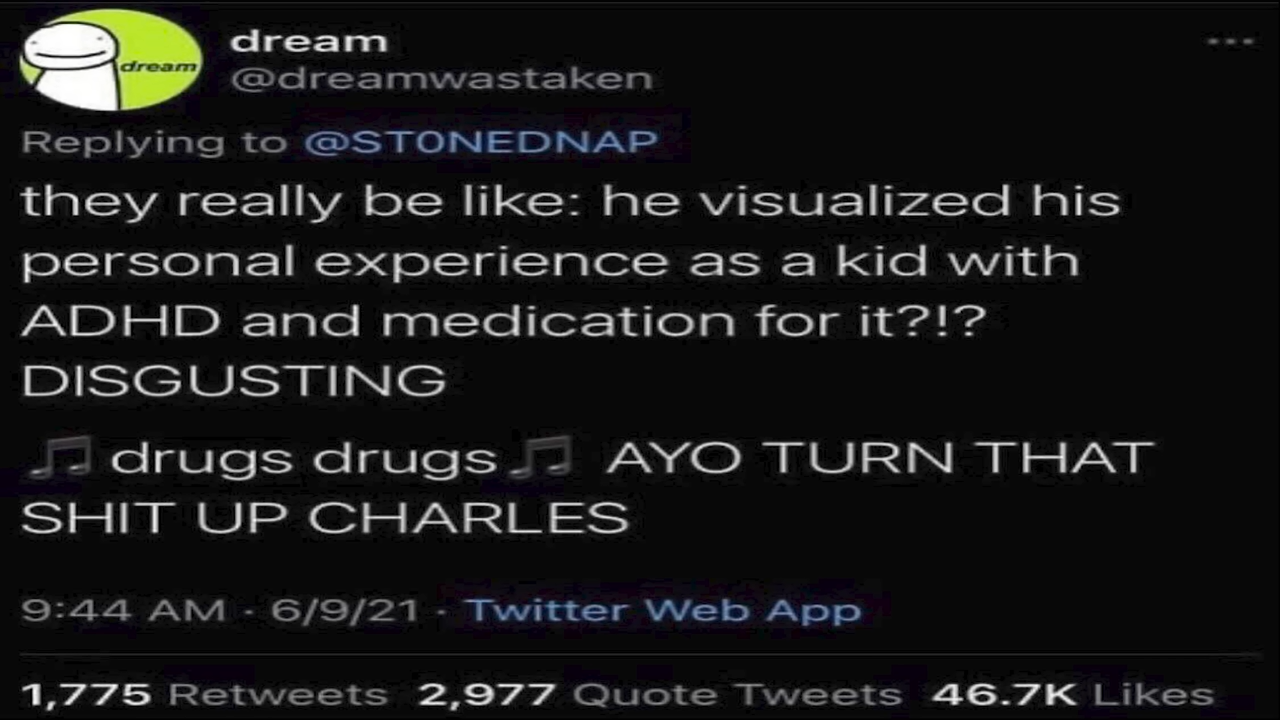 dream
dream
@dreamwastaken
Replying to @ST0NEDNAP
they really be like: he visualized his
personal experience as a kid with
ADHD and medication for it?!?
DISGUSTING
🎵 drugs drugs🎵 AYO TURN THAT
SHIT UP CHARLES
9:44 AM · 6/9/21 · Twitter Web App
1,775 Retweets 2,977 Quote Tweets 46.7K Likes